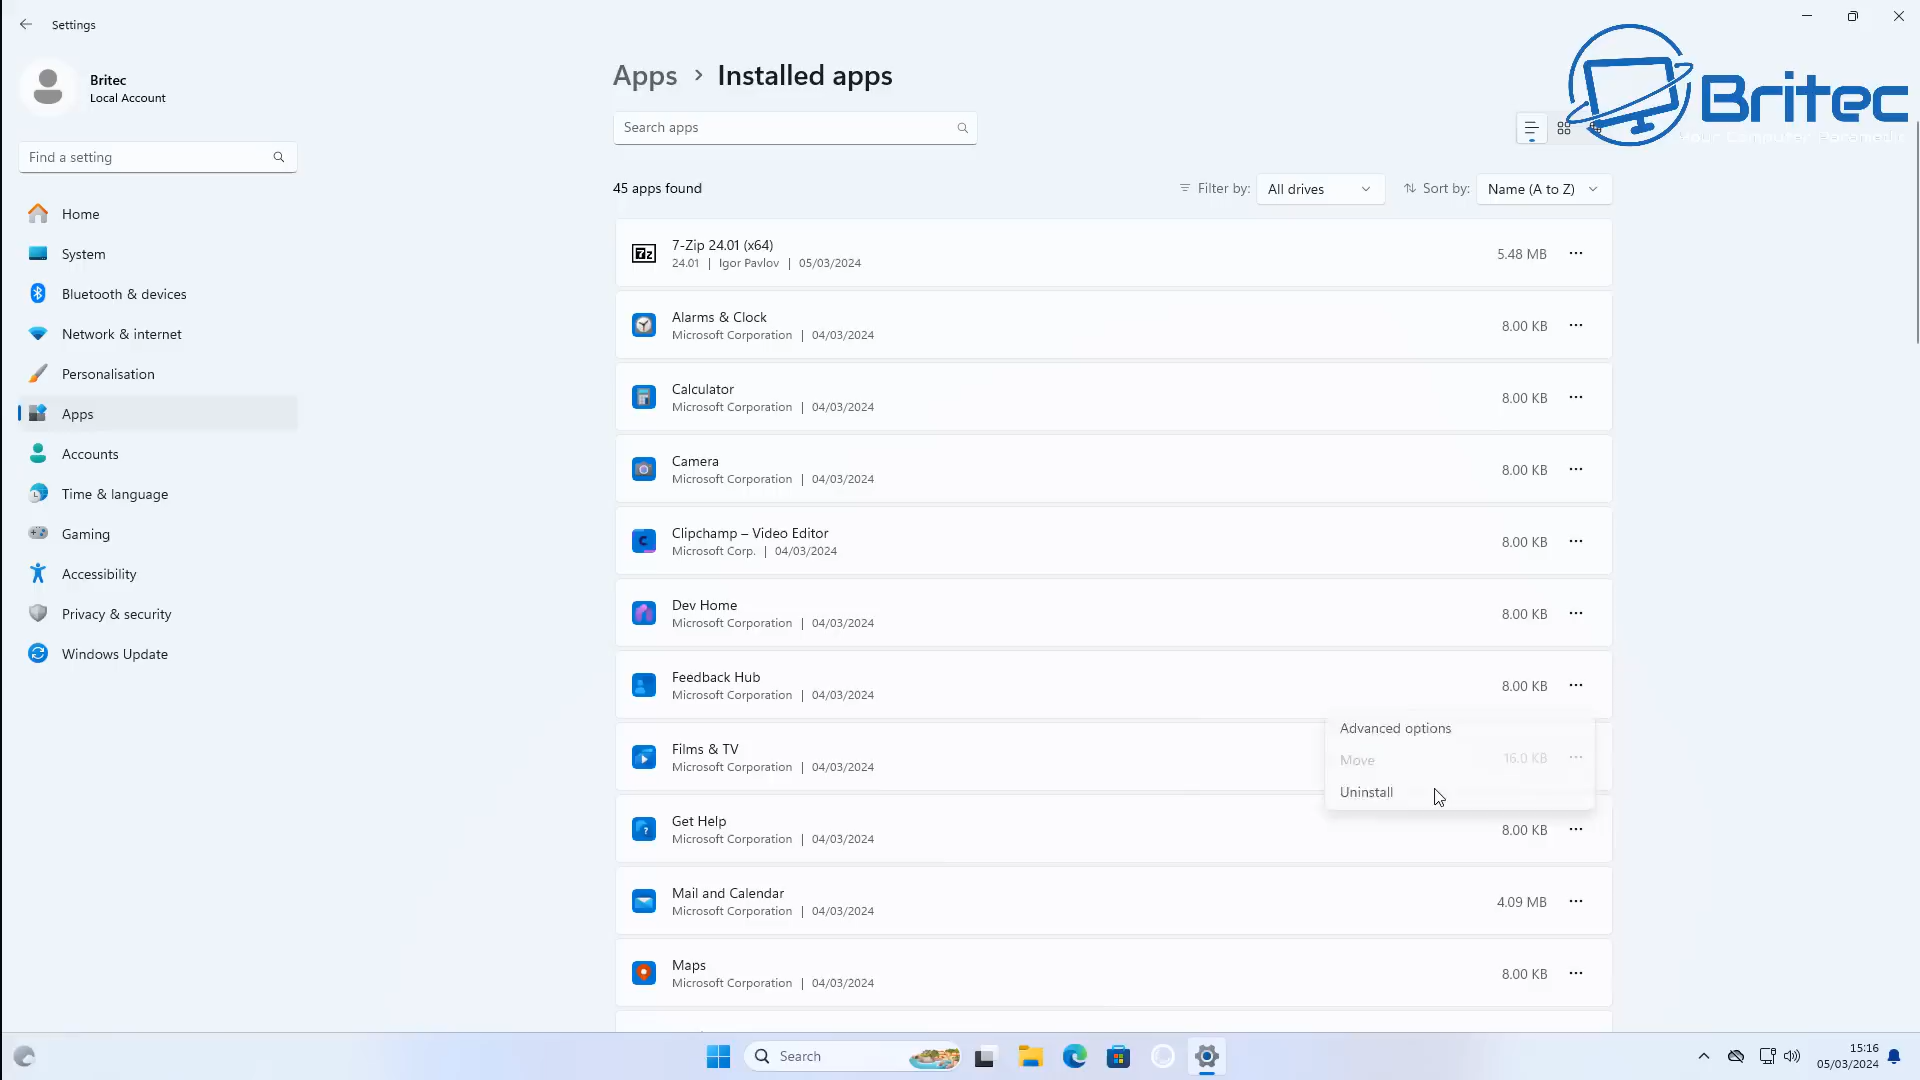 Settings
Britec
Local Account
Find a setting
Home
System
Bluetooth & devices
Network & internet
Personalisation
Apps
Accounts
Time & language
Gaming
Accessibility
Privacy & security
Windows Update
Apps > Installed apps
Search apps
Britec
Your Computer Paramedic
45 apps found
Filter by: All drives
Sort by: Name (A to Z)
7-Zip 24.01 (x64)
24.01 | Igor Pavlov | 05/03/2024
5.48 MB
Alarms & Clock
Microsoft Corporation | 04/03/2024
8.00 KB
Calculator
Microsoft Corporation | 04/03/2024
8.00 KB
Camera
Microsoft Corporation | 04/03/2024
8.00 KB
Clipchamp – Video Editor
Microsoft Corp. | 04/03/2024
8.00 KB
Dev Home
Microsoft Corporation | 04/03/2024
8.00 KB
Feedback Hub
Microsoft Corporation | 04/03/2024
8.00 KB
Films & TV
Microsoft Corporation | 04/03/2024
16.0 KB
Advanced options
Move
Uninstall
Get Help
Microsoft Corporation | 04/03/2024
8.00 KB
Mail and Calendar
Microsoft Corporation | 04/03/2024
4.09 MB
Maps
Microsoft Corporation | 04/03/2024
8.00 KB
Search
15:16
05/03/2024